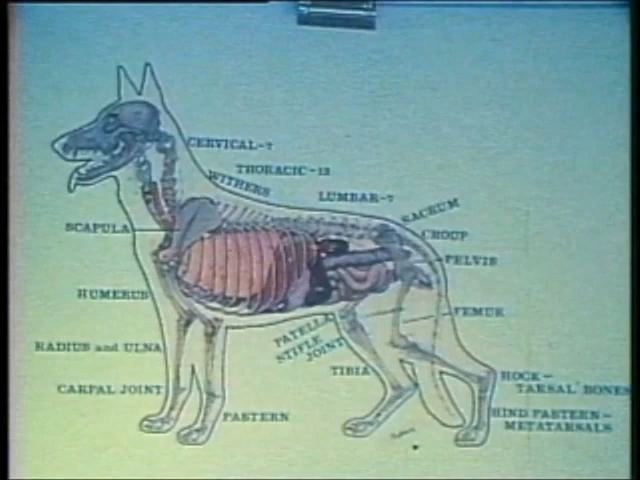 CERVICAL-7
THORACIC-13
WITHERS
LUMBAR-7
SACRUM
SCAPULA
CROUP
PELVIS
HUMERUS
FEMUR
PATELLA
STIFLE
JOINT
RADIUS and ULNA
TIBIA
HOCK-
TARSAL BONES
CARPAL JOINT
PASTERN
HIND PASTERN-
METATARSALS